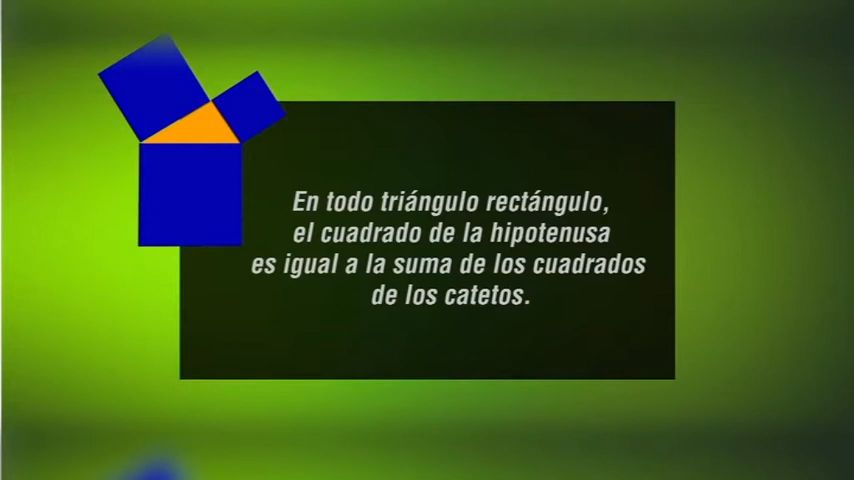 En todo triángulo rectángulo,
el cuadrado de la hipotenusa
es igual a la suma de los cuadrados
de los catetos.